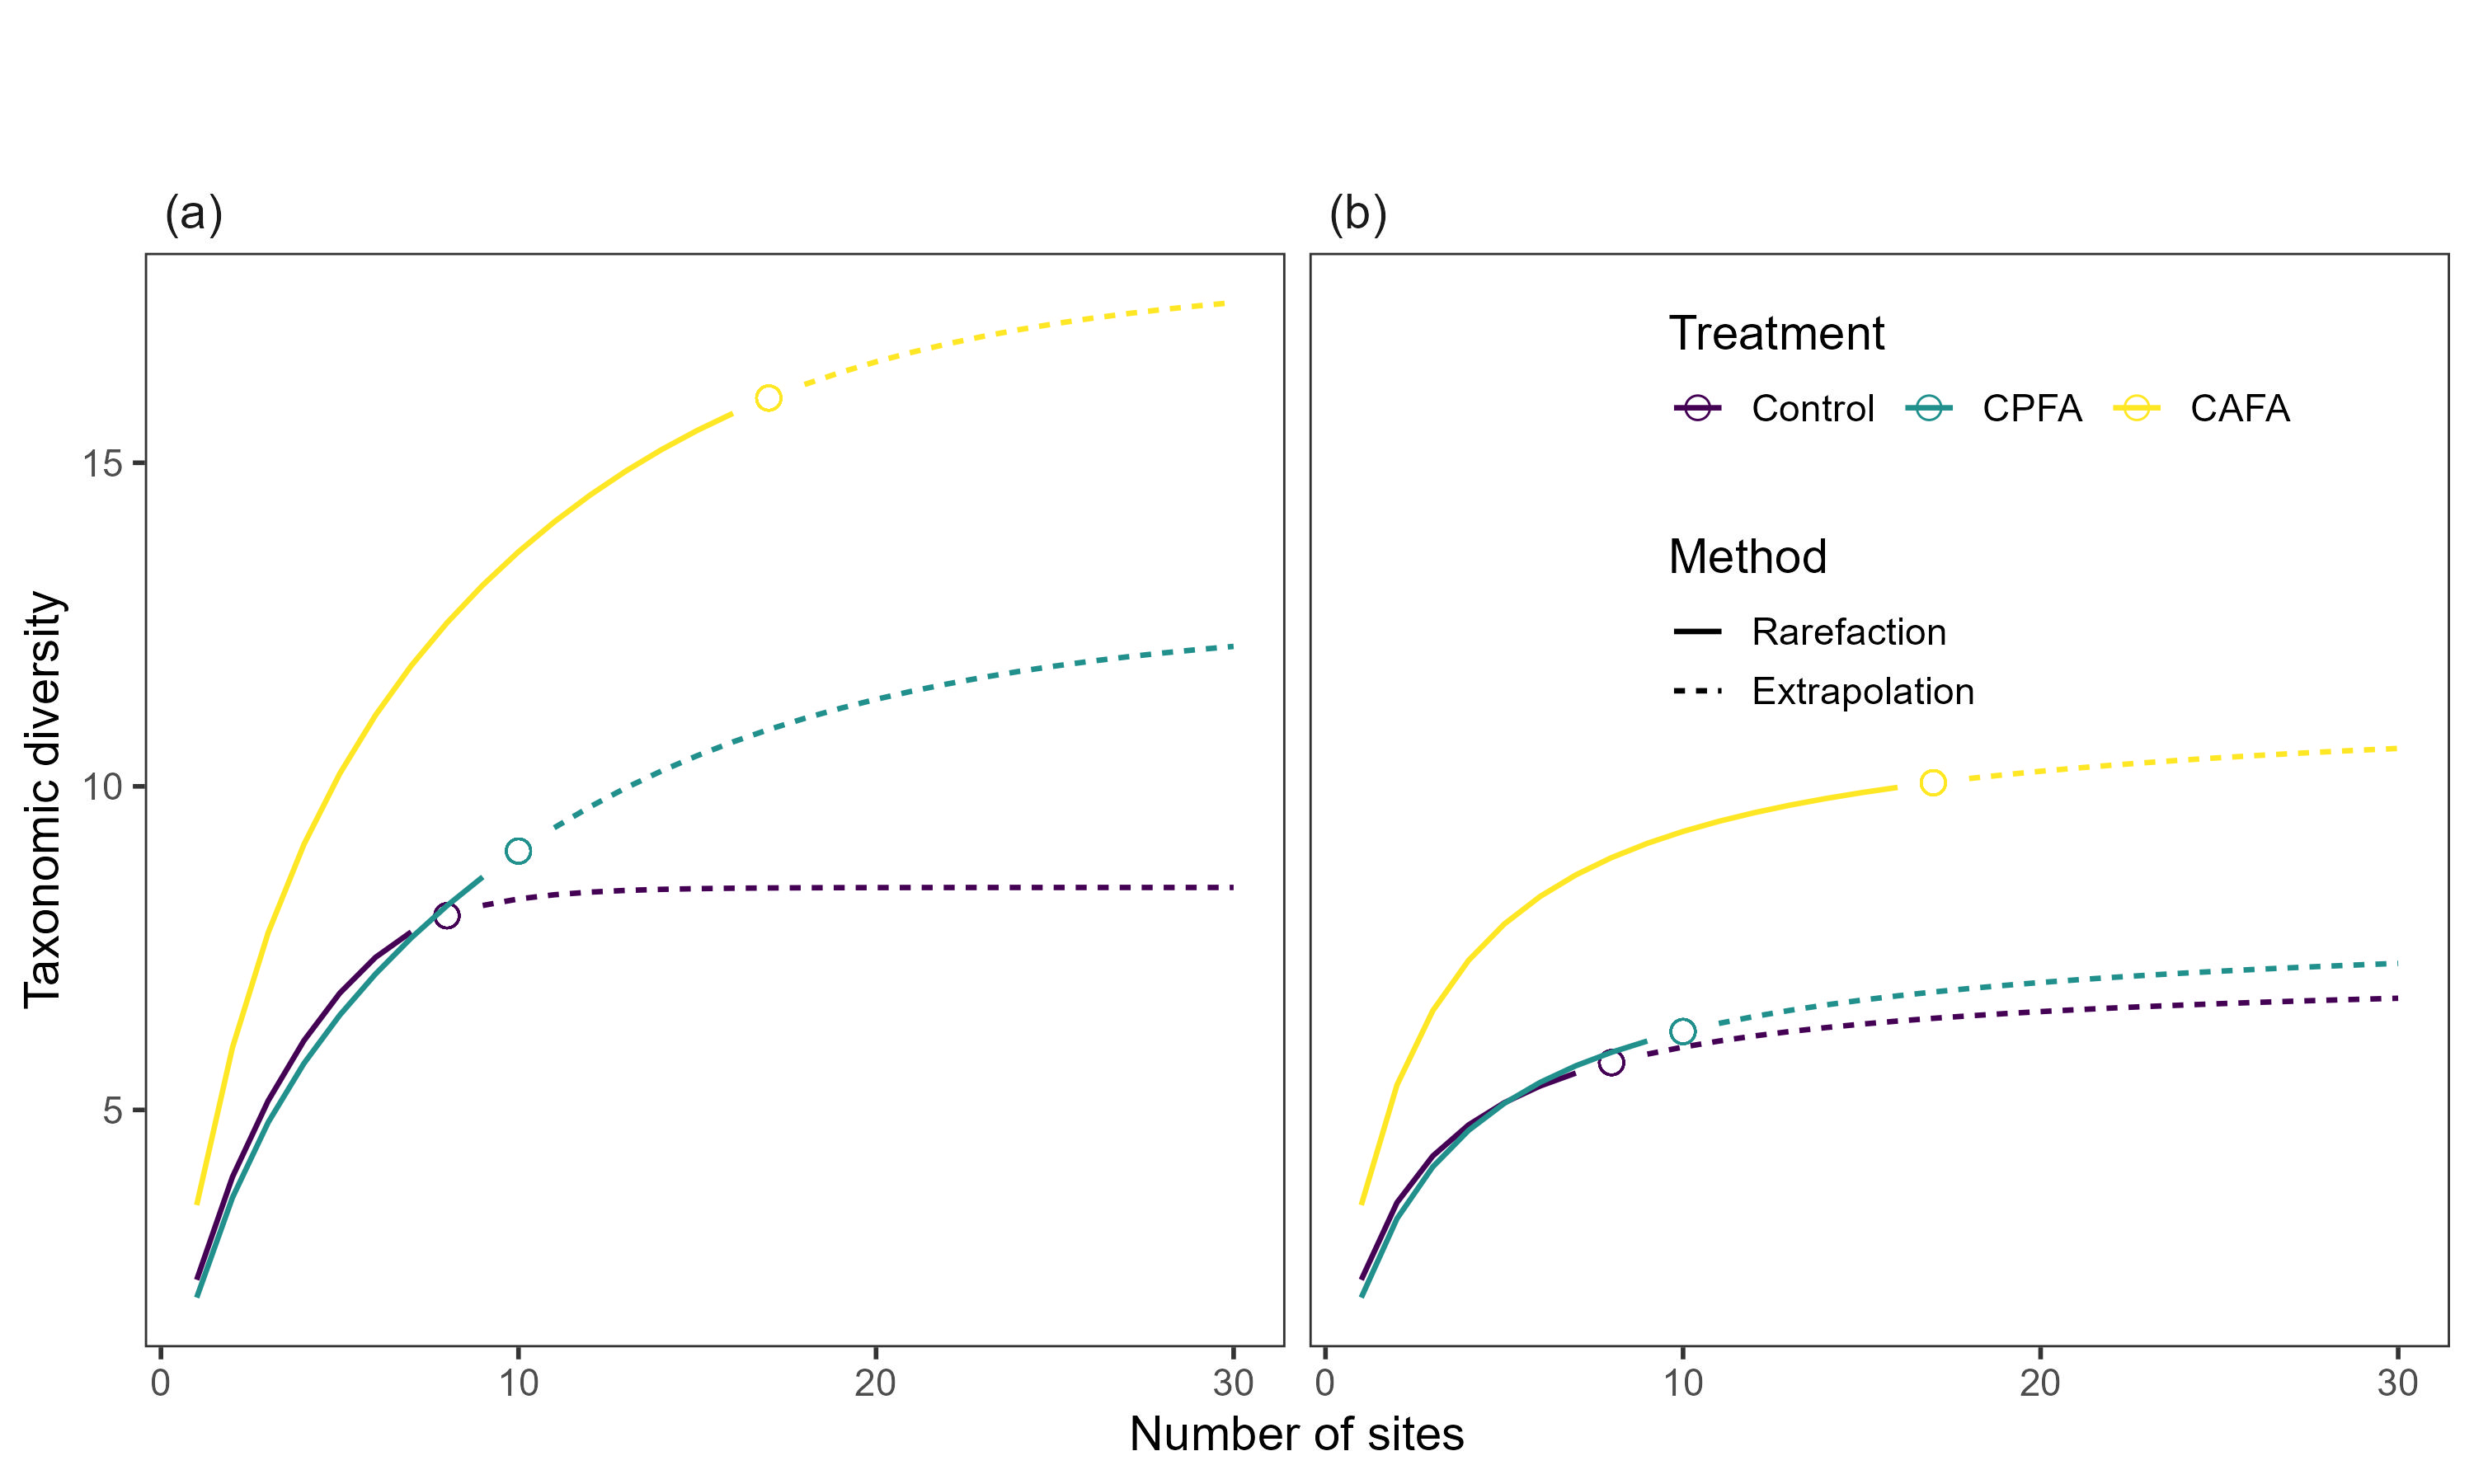 (a)
(b)
Treatment
Control CPFA CAFA
Method
Rarefaction
Extrapolation
Taxonomic diversity
15
10
5
0 10 20 30
0 10 20 30
Number of sites